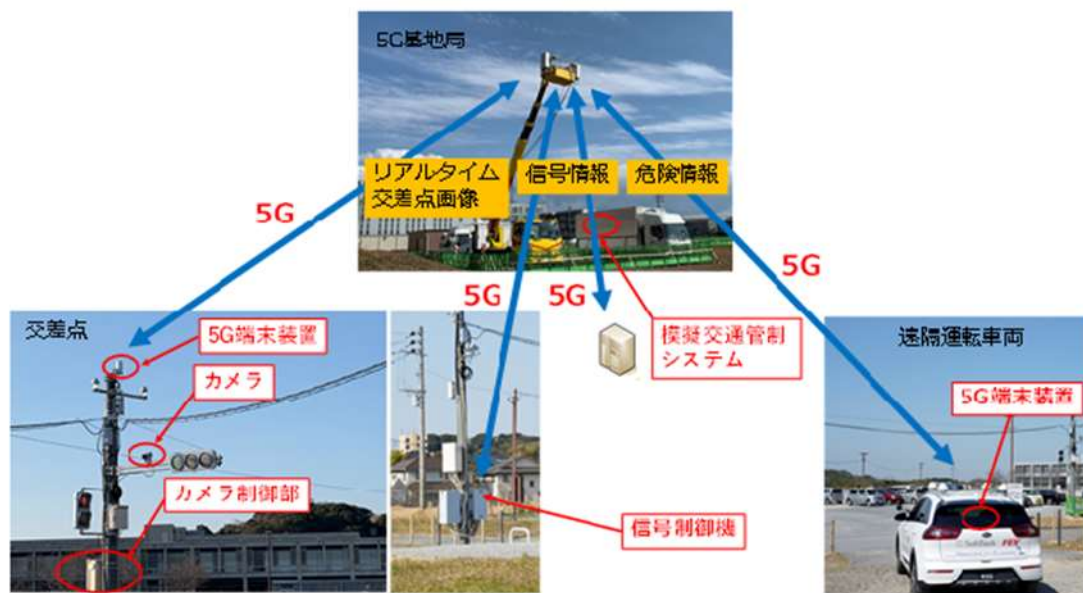 5G基地局
リアルタイム
交差点画像
信号情報
危険情報
5G
5G
5G
5G
交差点
5G端末装置
カメラ
カメラ制御部
信号制御機
模擬交通管制
システム
遠隔運転車両
5G端末装置
SoftBank